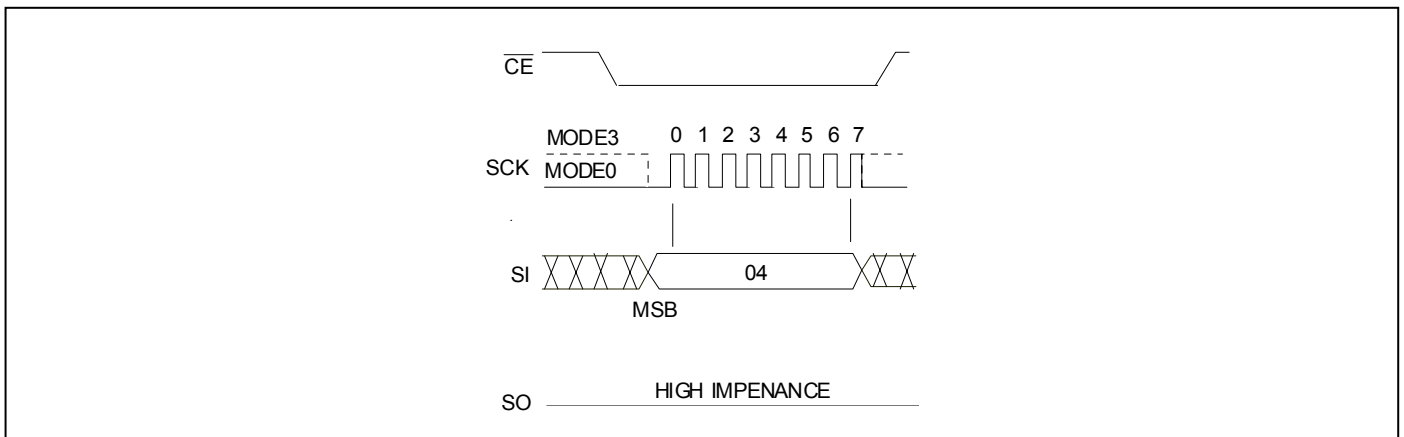 CE
MODE3 0 1 2 3 4 5 6 7
SCK MODE0
SI 04
MSB
HIGH IMPENANCE
SO